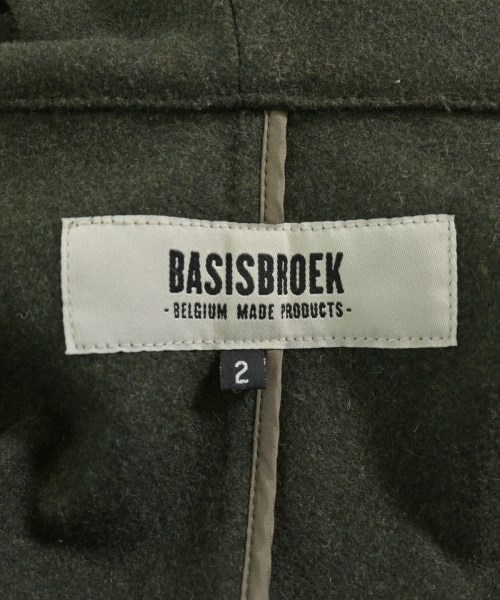 BASISBROEK
- BELGIUM MADE PRODUCTS -
2